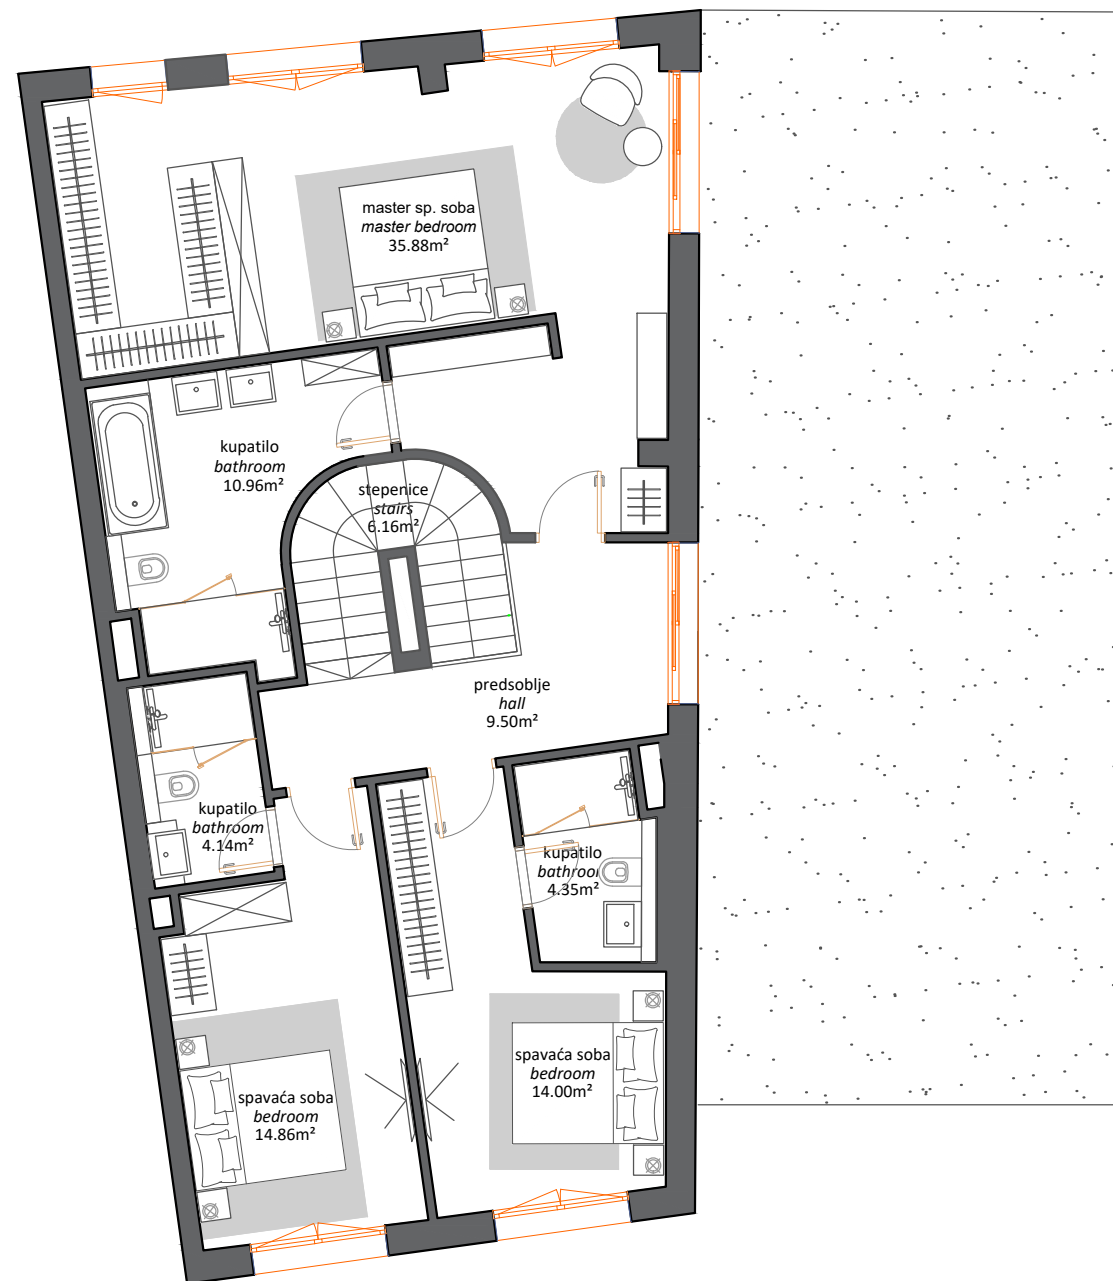 master sp. soba
master bedroom
35.88m²
kupatilo
bathroom
10.96m²
stepenice
stairs
6.16m²
predsoblje
hall
9.50m²
kupatilo
bathroom
4.14m²
kupatilo
bathroom
4.35m²
spavaća soba
bedroom
14.00m²
spavaća soba
bedroom
14.86m²